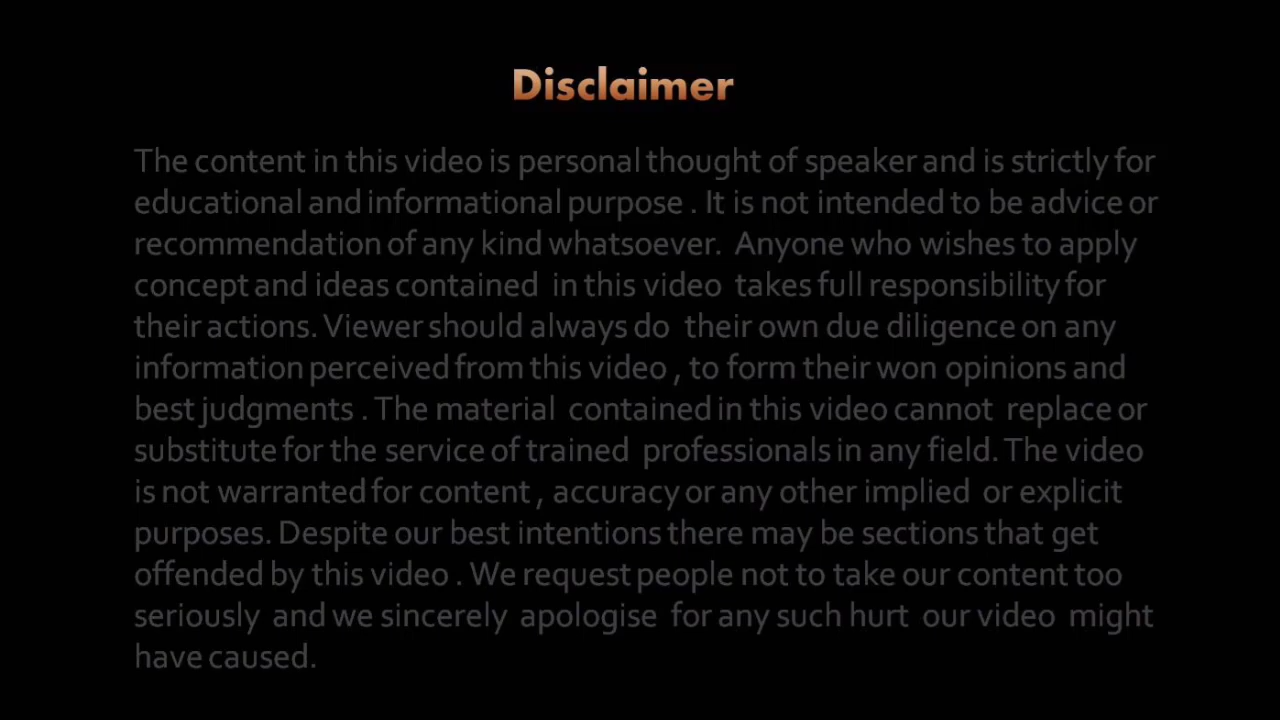 Disclaimer
The content in this video is personal thought of speaker and is strictly for
educational and informational purpose . It is not intended to be advice or
recommendation of any kind whatsoever. Anyone who wishes to apply
concept and ideas contained in this video takes full responsibility for
their actions. Viewer should always do their own due diligence on any
information perceived from this video , to form their won opinions and
best judgments . The material contained in this video cannot replace or
substitute for the service of trained professionals in any field. The video
is not warranted for content , accuracy or any other implied or explicit
purposes. Despite our best intentions there may be sections that get
offended by this video . We request people not to take our content too
seriously and we sincerely apologise for any such hurt our video might
have caused.